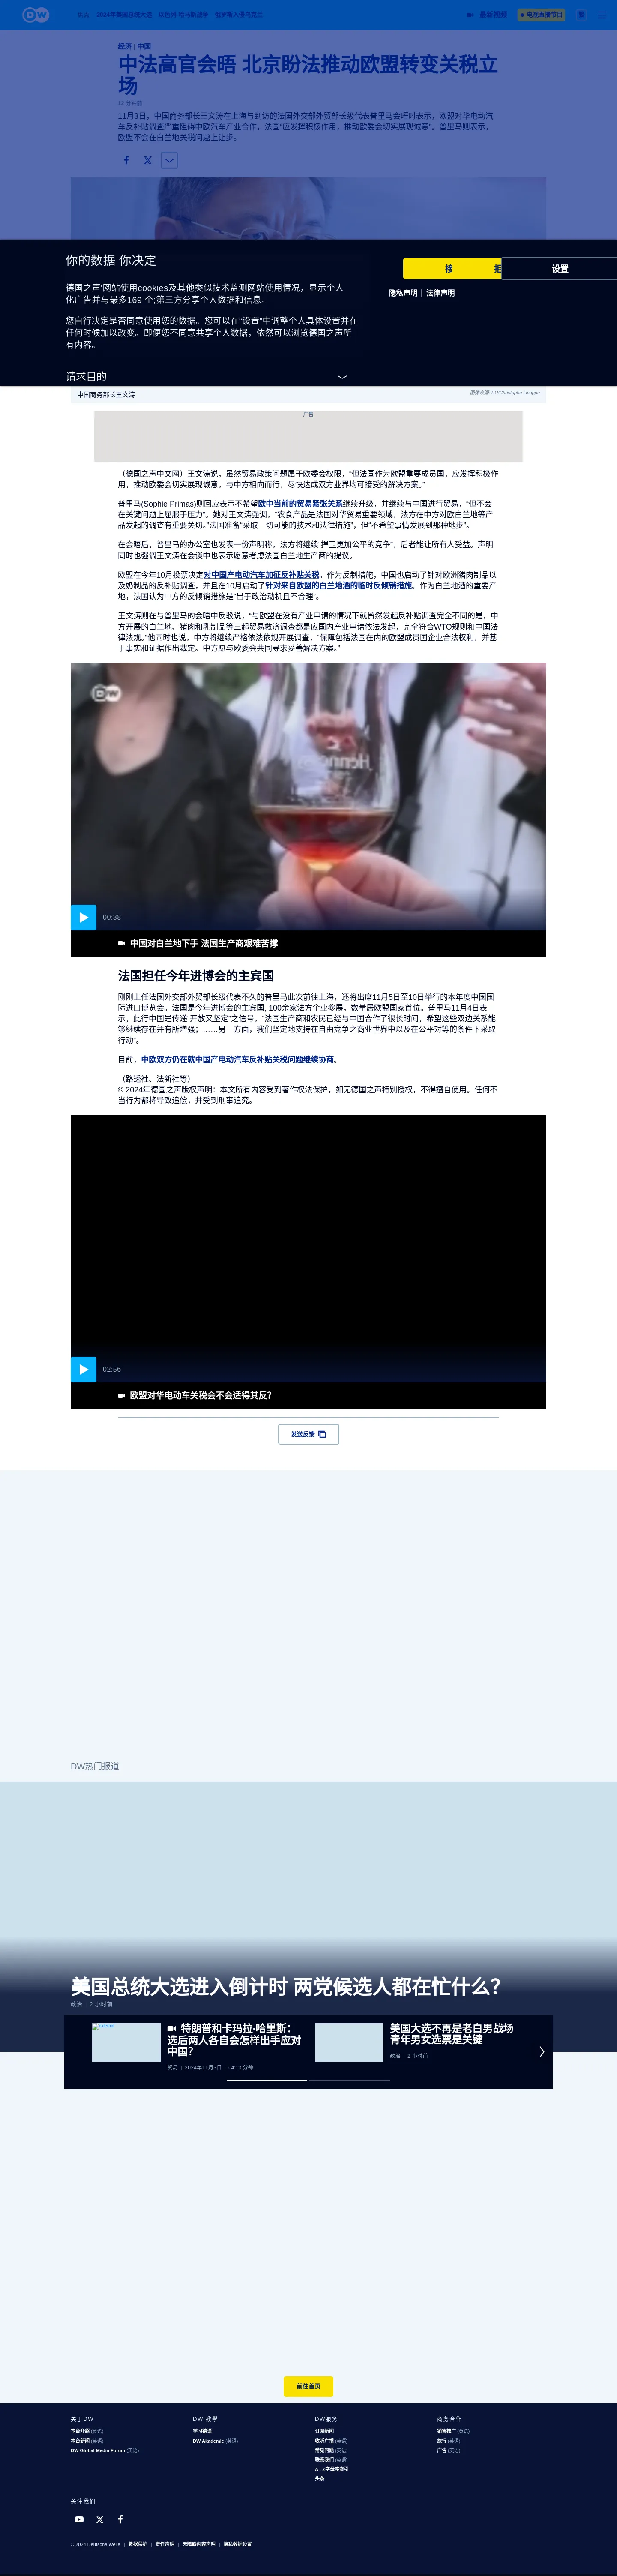 DW
2024年美国总统大选
以色列-哈马斯战争
俄罗斯入侵乌克兰
最新视频
电视直播节目
经济 | 中国
中法高官会晤 北京盼法推动欧盟转变关税立
场
12 分钟前
11月3日，中国商务部长王文涛在上海与到访的法国外交部外贸部长级代表普里马会晤时表示，欧盟对华电动汽
车反补贴调查严重阻碍中欧汽车产业合作，法国“应发挥积极作用，推动欧委会切实展现诚意”。普里马则表示，
欧盟不会在白兰地关税问题上让步。
你的数据 你决定
德国之声'网站使用cookies及其他类似技术监测网站使用情况，显示个人
化广告并与最多169 个;第三方分享个人数据和信息。
您自行决定是否同意使用您的数据。您可以在“设置”中调整个人具体设置并在
任何时候加以改变。即便您不同意共享个人数据，依然可以浏览德国之声所
有内容。
请求目的
设置
隐私声明 | 法律声明
中国商务部长王文涛
图像来源: EU/Christophe Licoppe
广告
（德国之声中文网）王文涛说，虽然贸易政策问题属于欧委会权限，“但法国作为欧盟重要成员国，应发挥积极作
用，推动欧委会切实展现诚意，与中方相向而行，尽快达成双方业界均可接受的解决方案。”
普里马(Sophie Primas)则回应表示不希望欧中当前的贸易紧张关系继续升级，并继续与中国进行贸易，“但不会
在关键问题上屈服于压力”。她对王文涛强调，“农食产品是法国对华贸易重要领域，法方在中方对欧白兰地等产
品发起的调查有重要关切。”法国准备“采取一切可能的技术和法律措施”，但“不希望事情发展到那种地步”。
在会晤后，普里马的办公室也发表一份声明称，法方将继续“捍卫更加公平的竞争”，后者能让所有人受益。声明
同时也强调王文涛在会谈中也表示愿意考虑法国白兰地生产商的提议。
欧盟在今年10月投票决定对中国产电动汽车加征反补贴关税。作为反制措施，中国也启动了针对欧洲猪肉制品以
及奶制品的反补贴调查，并且在10月启动了针对来自欧盟的白兰地酒的临时反倾销措施。作为白兰地酒的重要产
地，法国认为中方的反倾销措施是“出于政治动机且不合理”。
王文涛则在与普里马的会晤中反驳说，“与欧盟在没有产业申请的情况下就贸然发起反补贴调查完全不同的是，中
方开展的白兰地、猪肉和乳制品等三起贸易救济调查都是应国内产业申请依法发起，完全符合WTO规则和中国法
律法规。”他同时也说，中方将继续严格依法依规开展调查，“保障包括法国在内的欧盟成员国企业合法权利，并基
于事实和证据作出裁定。中方愿与欧委会共同寻求妥善解决方案。”
DW
Hennessy
00:38
中国对白兰地下手 法国生产商艰难苦撑
法国担任今年进博会的主宾国
刚刚上任法国外交部外贸部长级代表不久的普里马此次前往上海，还将出席11月5日至10日举行的本年度中国国
际进口博览会。法国是今年进博会的主宾国, 100余家法方企业参展，数量居欧盟国家首位。普里马11月4日表
示，此行中国是传递“开放又坚定”之信号，“法国生产商和农民已经与中国合作了很长时间，希望这些双边关系能
够继续存在并有所增强；……另一方面，我们坚定地支持在自由竞争之商业世中以及在公平对等的条件下采取
行动”。
目前，中欧双方仍在就中国产电动汽车反补贴关税问题继续协商。
（路透社、法新社等）
© 2024年德国之声版权声明：本文所有内容受到著作权法保护，如无德国之声特别授权，不得擅自使用。任何不
当行为都将导致追偿，并受到刑事追究。
02:56
欧盟对华电动车关税会不会适得其反？
发送反馈
DW热门报道
美国总统大选进入倒计时 两党候选人都在忙什么？
政治 | 2 小时前
特朗普和卡玛拉·哈里斯：
选后两人各自会怎样出手应对
中国？
贸易 | 2024年11月3日 | 04:13 分钟
美国大选不再是老白男战场
青年男女选票是关键
政治 | 2 小时前
前往首页
关于DW
本台介绍 (英语)
本台新闻 (英语)
DW Global Media Forum (英语)
DW 教学
学习德语
DW Akademie (英语)
DW服务
订阅新闻
收听广播 (英语)
常见问题 (英语)
联系我们 (英语)
A - Z字母序索引
头条
商务合作
销售推广 (英语)
旅行 (英语)
广告 (英语)
关注我们
© 2024 Deutsche Welle | 数据保护 | 责任声明 | 无障碍内容声明 | 隐私数据设置